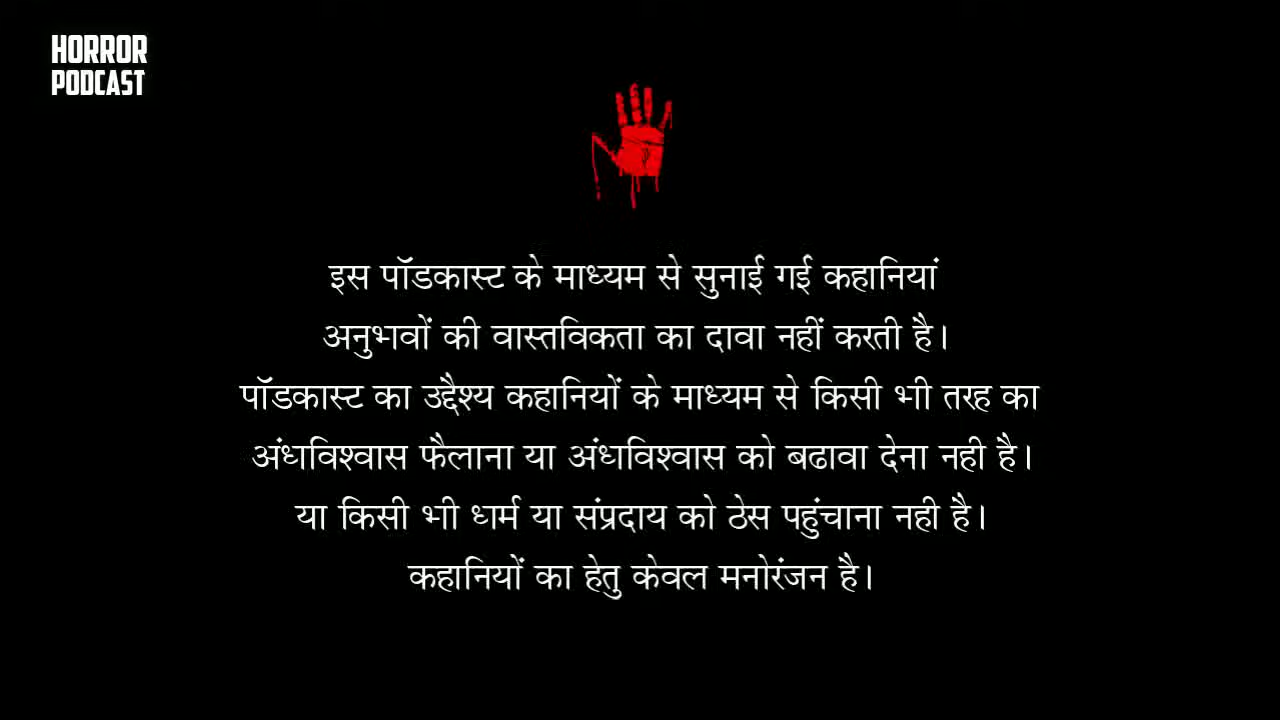 HORROR
PODCAST
इस पॉडकास्ट के माध्यम से सुनाई गई कहानियां
अनुभवों की वास्तविकता का दावा नहीं करती है।
पॉडकास्ट का उद्दैश्य कहानियों के माध्यम से किसी भी तरह का
अंधविश्वास फैलाना या अंधविश्वास को बढावा देना नही है।
या किसी भी धर्म या संप्रदाय को ठेस पहुंचाना नही है।
कहानियों का हेतु केवल मनोरंजन है।